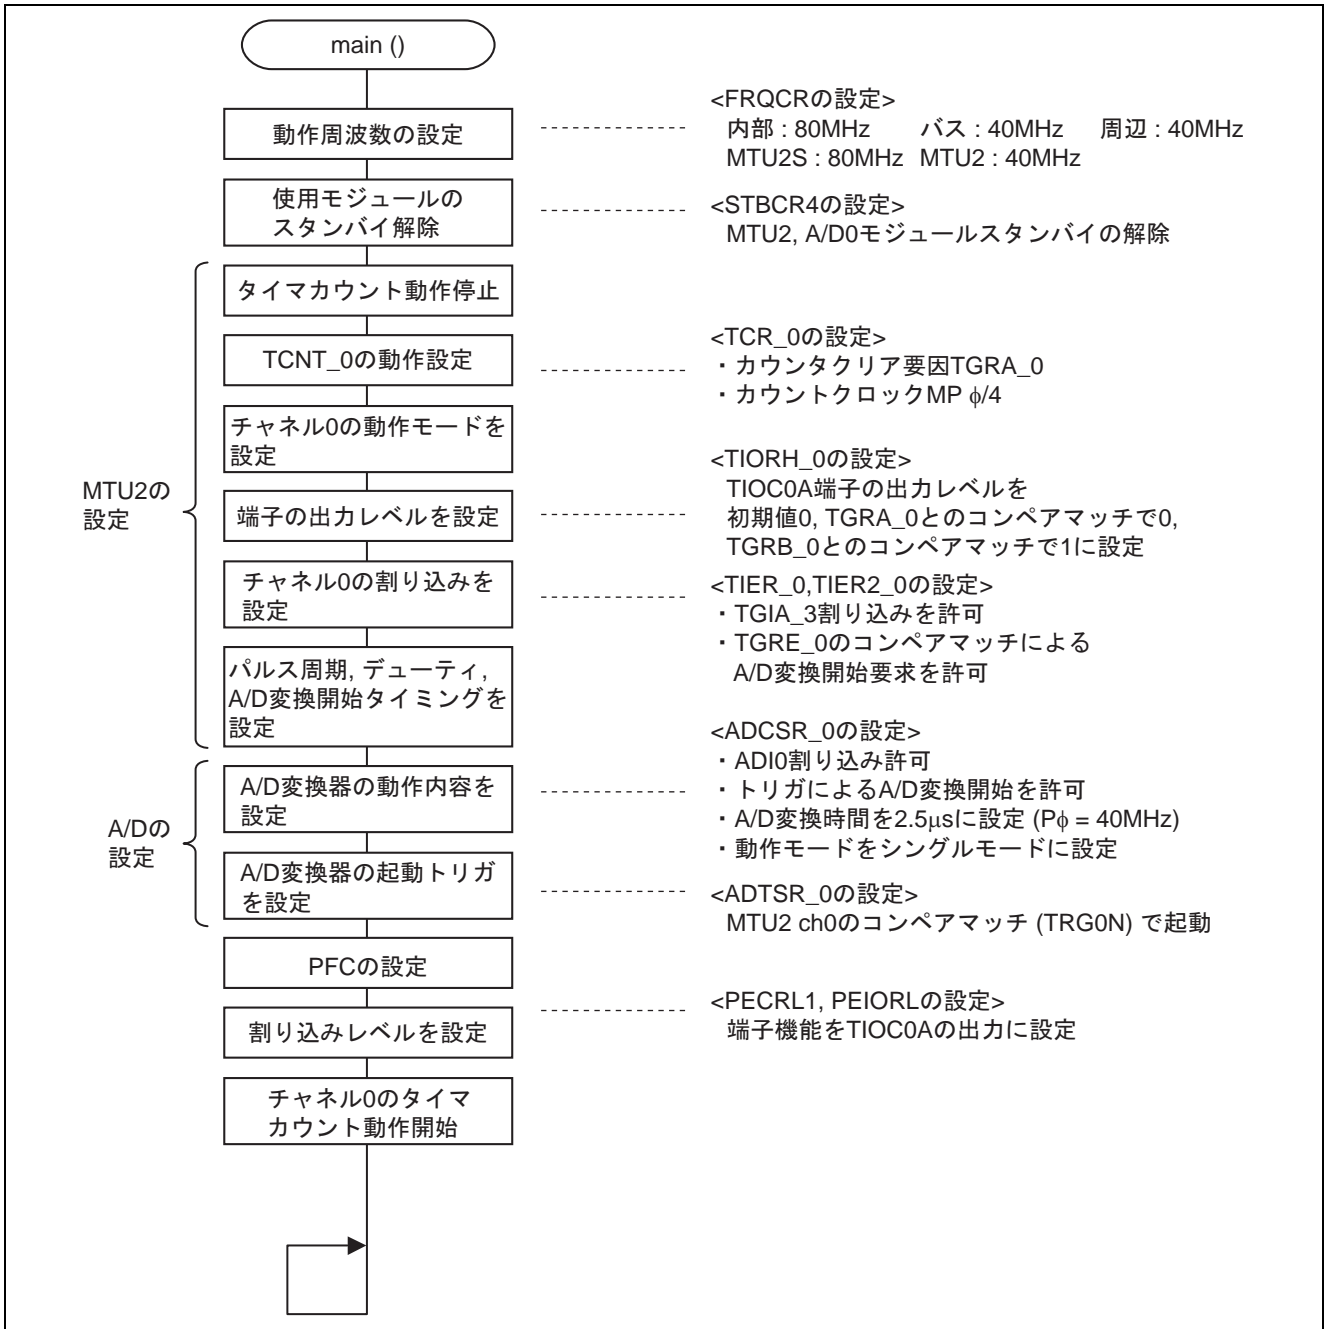 main ()
動作周波数の設定
<FRQCRの設定>
内部 : 80MHz バス : 40MHz 周辺 : 40MHz
MTU2S : 80MHz MTU2 : 40MHz
使用モジュールの
スタンバイ解除
<STBCR4の設定>
MTU2, A/D0モジュールスタンバイの解除
MTU2の
設定
タイマカウント動作停止
TCNT_0の動作設定
<TCR_0の設定>
・カウンタクリア要因TGRA_0
・カウントクロックMP φ/4
チャネル0の動作モードを
設定
端子の出力レベルを設定
<TIORH_0の設定>
TIOC0A端子の出力レベルを
初期値0, TGRA_0とのコンペアマッチで0,
TGRB_0とのコンペアマッチで1に設定
チャネル0の割り込みを
設定
<TIER_0,TIER2_0の設定>
・TGIA_3割り込みを許可
・TGRE_0のコンペアマッチによる
A/D変換開始要求を許可
パルス周期, デューティ,
A/D変換開始タイミングを
設定
A/Dの
設定
A/D変換器の動作内容を
設定
<ADCSR_0の設定>
・ADI0割り込み許可
・トリガによるA/D変換開始を許可
・A/D変換時間を2.5μsに設定 (Pφ = 40MHz)
・動作モードをシングルモードに設定
A/D変換器の起動トリガ
を設定
<ADTSR_0の設定>
MTU2 ch0のコンペアマッチ (TRG0N) で起動
PFCの設定
<PECRL1, PEIORLの設定>
端子機能をTIOC0Aの出力に設定
割り込みレベルを設定
チャネル0のタイマ
カウント動作開始